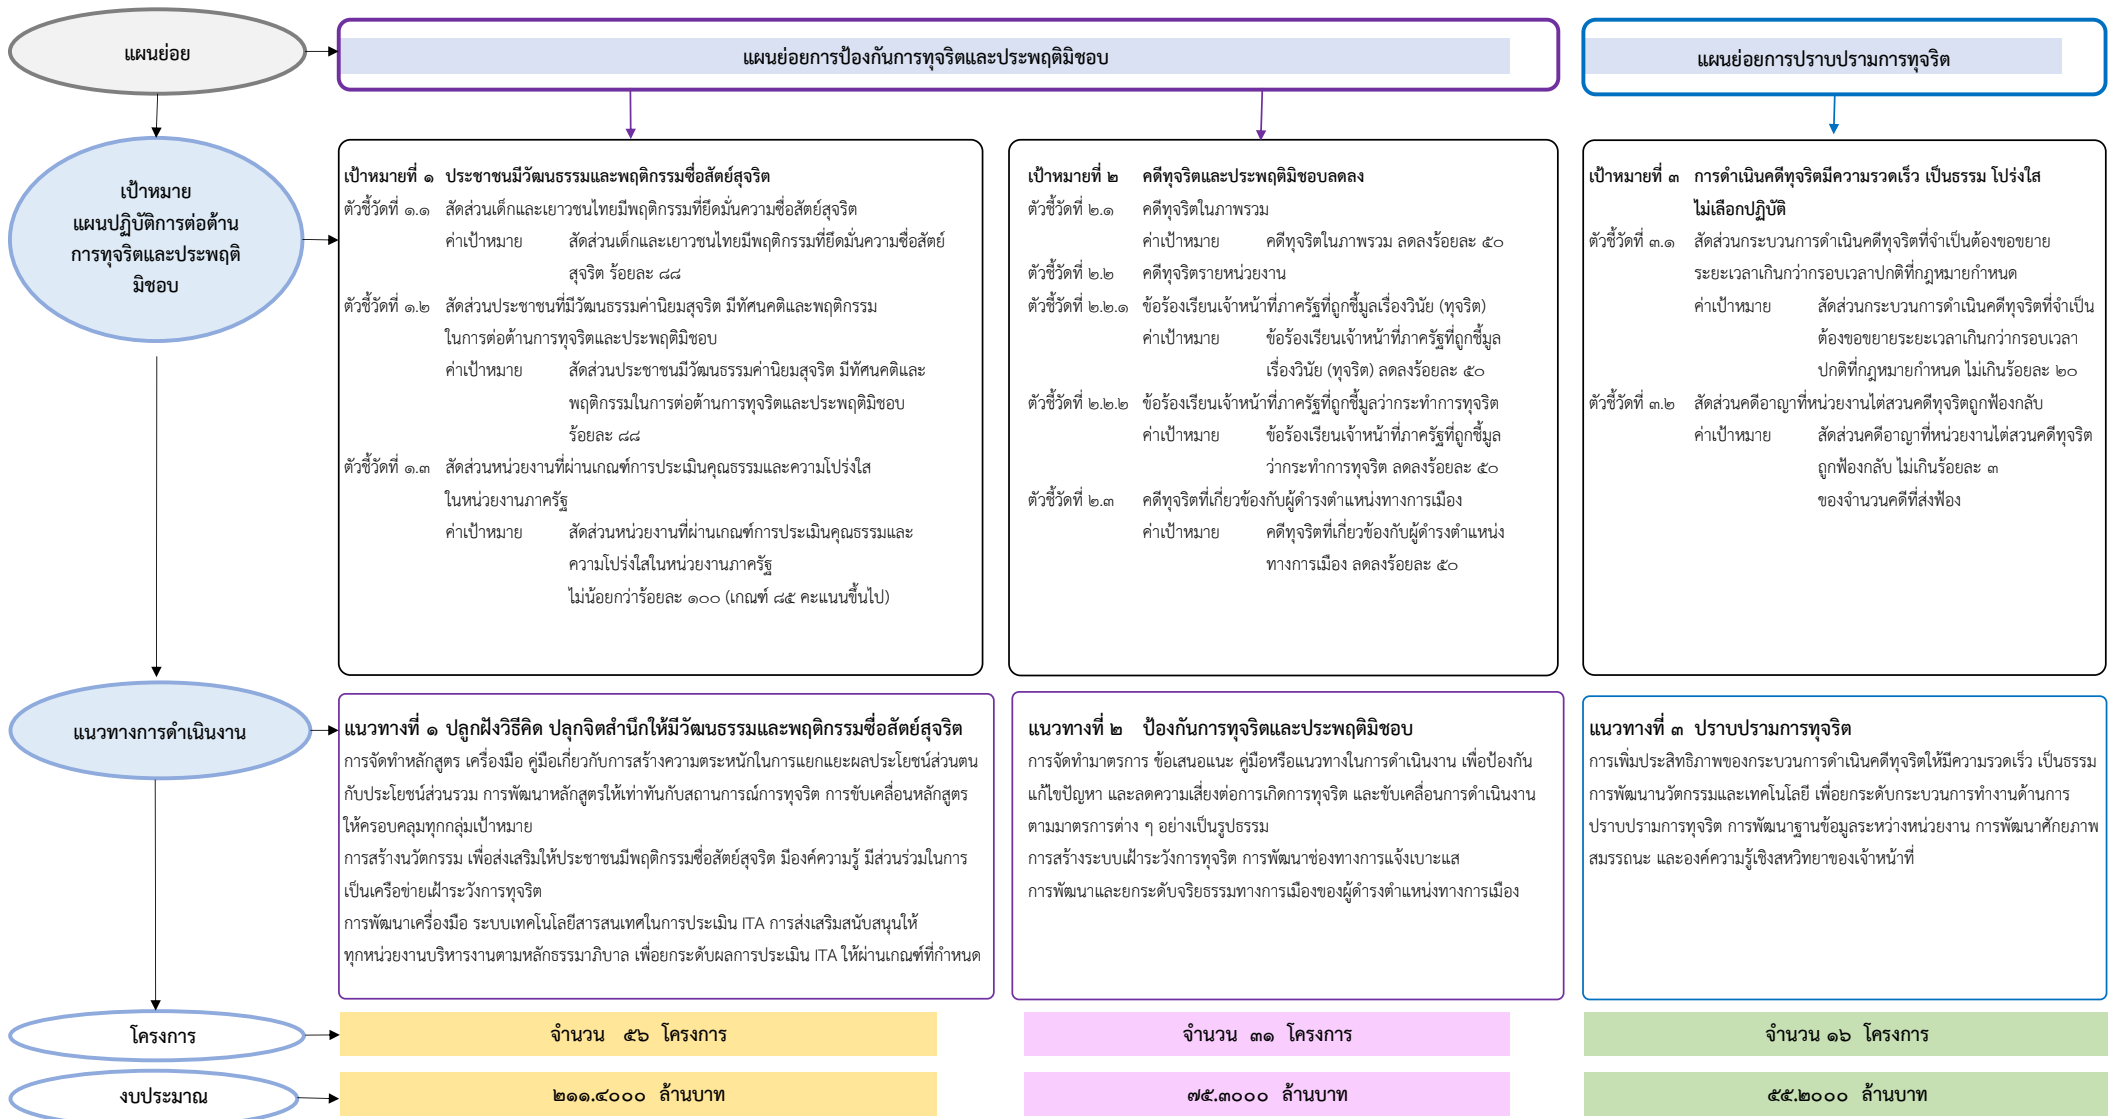 แผนย่อย
แผนย่อยการป้องกันการทุจริตและประพฤติมิชอบ
แผนย่อยการปราบปรามการทุจริต
เป้าหมาย
แผนปฏิบัติการต่อต้าน
การทุจริตและประพฤติ
มิชอบ
เป้าหมายที่ ๑ ประชาชนมีวัฒนธรรมและพฤติกรรมซื่อสัตย์สุจริต
ตัวชี้วัดที่ ๑.๑ สัดส่วนเด็กและเยาวชนไทยมีพฤติกรรมที่ยึดมั่นความซื่อสัตย์สุจริต
ค่าเป้าหมาย สัดส่วนเด็กและเยาวชนไทยมีพฤติกรรมที่ยึดมั่นความซื่อสัตย์
สุจริต ร้อยละ ๘๘
ตัวชี้วัดที่ ๑.๒ สัดส่วนประชาชนที่มีวัฒนธรรมค่านิยมสุจริต มีทัศนคติและพฤติกรรม
ในการต่อต้านการทุจริตและประพฤติมิชอบ
ค่าเป้าหมาย สัดส่วนประชาชนมีวัฒนธรรมค่านิยมสุจริต มีทัศนคติและ
พฤติกรรมในการต่อต้านการทุจริตและประพฤติมิชอบ
ร้อยละ ๘๘
ตัวชี้วัดที่ ๑.๓ สัดส่วนหน่วยงานที่ผ่านเกณฑ์การประเมินคุณธรรมและความโปร่งใส
ในหน่วยงานภาครัฐ
ค่าเป้าหมาย สัดส่วนหน่วยงานที่ผ่านเกณฑ์การประเมินคุณธรรมและ
ความโปร่งใสในหน่วยงานภาครัฐ
ไม่น้อยกว่าร้อยละ ๑๐๐ (เกณฑ์ ๘๕ คะแนนขึ้นไป)
เป้าหมายที่ ๒ คดีทุจริตและประพฤติมิชอบลดลง
ตัวชี้วัดที่ ๒.๑ คดีทุจริตในภาพรวม
ค่าเป้าหมาย คดีทุจริตในภาพรวม ลดลงร้อยละ ๕๐
ตัวชี้วัดที่ ๒.๒ คดีทุจริตรายหน่วยงาน
ตัวชี้วัดที่ ๒.๒.๑ ข้อร้องเรียนเจ้าหน้าที่ภาครัฐที่ถูกชี้มูลเรื่องวินัย (ทุจริต)
ค่าเป้าหมาย ข้อร้องเรียนเจ้าหน้าที่ภาครัฐที่ถูกชี้มูล
เรื่องวินัย (ทุจริต) ลดลงร้อยละ ๕๐
ตัวชี้วัดที่ ๒.๒.๒ ข้อร้องเรียนเจ้าหน้าที่ภาครัฐที่ถูกชี้มูลว่ากระทำการทุจริต
ค่าเป้าหมาย ข้อร้องเรียนเจ้าหน้าที่ภาครัฐที่ถูกชี้มูล
ว่ากระทำการทุจริต ลดลงร้อยละ ๕๐
ตัวชี้วัดที่ ๒.๓ คดีทุจริตที่เกี่ยวข้องกับผู้ดำรงตำแหน่งทางการเมือง
ค่าเป้าหมาย คดีทุจริตที่เกี่ยวข้องกับผู้ดำรงตำแหน่ง
ทางการเมือง ลดลงร้อยละ ๕๐
เป้าหมายที่ ๓ การดำเนินคดีทุจริตมีความรวดเร็ว เป็นธรรม โปร่งใส
ไม่เลือกปฏิบัติ
ตัวชี้วัดที่ ๓.๑ สัดส่วนกระบวนการดำเนินคดีทุจริตที่จำเป็นต้องขอขยาย
ระยะเวลาเกินกว่ากรอบเวลาปกติที่กฎหมายกำหนด
ค่าเป้าหมาย สัดส่วนกระบวนการดำเนินคดีทุจริตที่จำเป็น
ต้องขอขยายระยะเวลาเกินกว่ากรอบเวลา
ปกติที่กฎหมายกำหนด ไม่เกินร้อยละ ๒๐
ตัวชี้วัดที่ ๓.๒ สัดส่วนคดีอาญาที่หน่วยงานไต่สวนคดีทุจริตถูกฟ้องกลับ
ค่าเป้าหมาย สัดส่วนคดีอาญาที่หน่วยงานไต่สวนคดีทุจริต
ถูกฟ้องกลับ ไม่เกินร้อยละ ๓
ของจำนวนคดีที่ส่งฟ้อง
แนวทางการดำเนินงาน
แนวทางที่ ๑ ปลูกฝังวิธีคิด ปลุกจิตสำนึกให้มีวัฒนธรรมและพฤติกรรมซื่อสัตย์สุจริต
การจัดทำหลักสูตร เครื่องมือ คู่มือเกี่ยวกับการสร้างความตระหนักในการแยกแยะผลประโยชน์ส่วนตน
กับประโยชน์ส่วนรวม การพัฒนาหลักสูตรให้เท่าทันกับสถานการณ์การทุจริต การขับเคลื่อนหลักสูตร
ให้ครอบคลุมทุกกลุ่มเป้าหมาย
การสร้างนวัตกรรม เพื่อส่งเสริมให้ประชาชนมีพฤติกรรมซื่อสัตย์สุจริต มีองค์ความรู้ มีส่วนร่วมในการ
เป็นเครือข่ายเฝ้าระวังการทุจริต
การพัฒนาเครื่องมือ ระบบเทคโนโลยีสารสนเทศในการประเมิน ITA การส่งเสริมสนับสนุนให้
ทุกหน่วยงานบริหารงานตามหลักธรรมาภิบาล เพื่อยกระดับผลการประเมิน ITA ให้ผ่านเกณฑ์ที่กำหนด
แนวทางที่ ๒ ป้องกันการทุจริตและประพฤติมิชอบ
การจัดทำมาตรการ ข้อเสนอแนะ คู่มือหรือแนวทางในการดำเนินงาน เพื่อป้องกัน
แก้ไขปัญหา และลดความเสี่ยงต่อการเกิดการทุจริต และขับเคลื่อนการดำเนินงาน
ตามมาตรการต่าง ๆ อย่างเป็นรูปธรรม
การสร้างระบบเฝ้าระวังการทุจริต การพัฒนาช่องทางการแจ้งเบาะแส
การพัฒนาและยกระดับจริยธรรมทางการเมืองของผู้ดำรงตำแหน่งทางการเมือง
แนวทางที่ ๓ ปราบปรามการทุจริต
การเพิ่มประสิทธิภาพของกระบวนการดำเนินคดีทุจริตให้มีความรวดเร็ว เป็นธรรม
การพัฒนานวัตกรรมและเทคโนโลยี เพื่อยกระดับกระบวนการทำงานด้านการ
ปราบปรามการทุจริต การพัฒนาฐานข้อมูลระหว่างหน่วยงาน การพัฒนาศักยภาพ
สมรรถนะ และองค์ความรู้เชิงสหวิทยาของเจ้าหน้าที่
โครงการ
จำนวน ๕๖ โครงการ
จำนวน ๓๑ โครงการ
จำนวน ๑๖ โครงการ
งบประมาณ
๒๑๑.๔๐๐๐ ล้านบาท
๗๕.๓๐๐๐ ล้านบาท
๕๕.๒๐๐๐ ล้านบาท